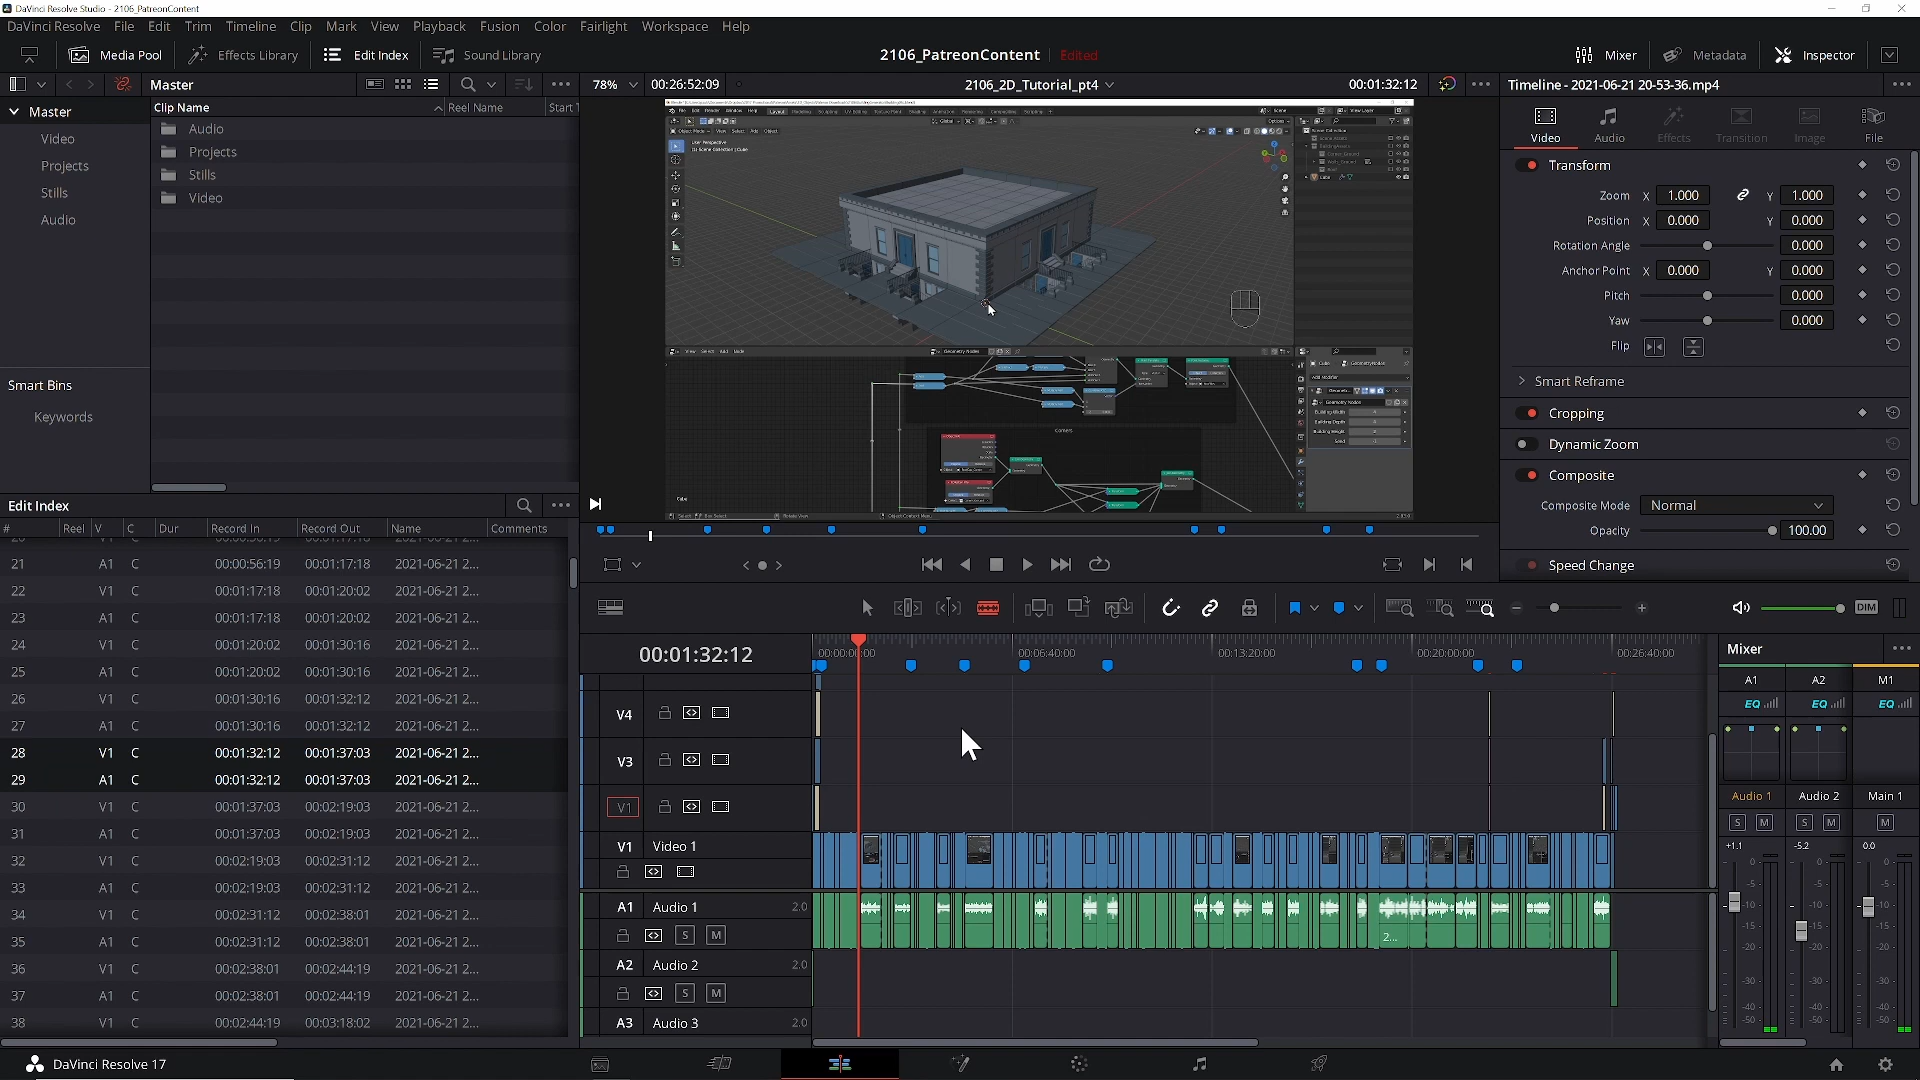 DaVinci Resolve Studio - 2106_PatreonContent
DaVinci Resolve File Edit Trim Timeline Clip Mark View Playback Fusion Color Fairlight Workspace Help
Media Pool Effects Library Edit Index Sound Library 2106_PatreonContent Edited Mixer Metadata Inspector
Master 78% 00:26:52:09 2106_2D_Tutorial_pt4 00:01:32:12 Timeline - 2021-06-21 20-53-36.mp4
Master
Video
Projects
Stills
Audio
Clip Name Reel Name Start T
Audio
Projects
Stills
Video
Smart Bins
Keywords
Video Audio Effects Transition Image File
Transform
Zoom X 1.000 Y 1.000
Position X 0.000 Y 0.000
Rotation Angle 0.000
Anchor Point X 0.000 Y 0.000
Pitch 0.000
Yaw 0.000
Flip
Smart Reframe
Cropping
Dynamic Zoom
Composite
Composite Mode Normal
Opacity 100.00
Speed Change
Edit Index
# Reel V C Dur Record In Record Out Name Comments
21 A1 C 00:00:56:19 00:01:17:18 2021-06-21 2...
22 V1 C 00:01:17:18 00:01:20:02 2021-06-21 2...
23 A1 C 00:01:17:18 00:01:20:02 2021-06-21 2...
24 V1 C 00:01:20:02 00:01:30:16 2021-06-21 2...
25 A1 C 00:01:20:02 00:01:30:16 2021-06-21 2...
26 V1 C 00:01:30:16 00:01:32:12 2021-06-21 2...
27 A1 C 00:01:30:16 00:01:32:12 2021-06-21 2...
28 V1 C 00:01:32:12 00:01:37:03 2021-06-21 2...
29 A1 C 00:01:32:12 00:01:37:03 2021-06-21 2...
30 V1 C 00:01:37:03 00:02:19:03 2021-06-21 2...
31 A1 C 00:01:37:03 00:02:19:03 2021-06-21 2...
32 V1 C 00:02:19:03 00:02:31:12 2021-06-21 2...
33 A1 C 00:02:19:03 00:02:31:12 2021-06-21 2...
34 V1 C 00:02:31:12 00:02:38:01 2021-06-21 2...
35 A1 C 00:02:31:12 00:02:38:01 2021-06-21 2...
36 V1 C 00:02:38:01 00:02:44:19 2021-06-21 2...
37 A1 C 00:02:38:01 00:02:44:19 2021-06-21 2...
38 V1 C 00:02:44:19 00:03:18:02 2021-06-21 2...
User Perspective
(1) Scene Collection | Cube
Geometry Nodes
Corners
Cube
DIM
00:01:32:12 00:00:00:00 00:06:40:00 00:13:20:00 00:20:00:00 00:26:40:00
V4
V3
V1
V1 Video 1
A1 Audio 1 2.0
S M
2...
A2 Audio 2 2.0
S M
A3 Audio 3 2.0
Mixer
A1 A2 M1
EQ EQ EQ
Audio 1 Audio 2 Main 1
S M S M M
+1.1 -5.2 0.0
DaVinci Resolve 17